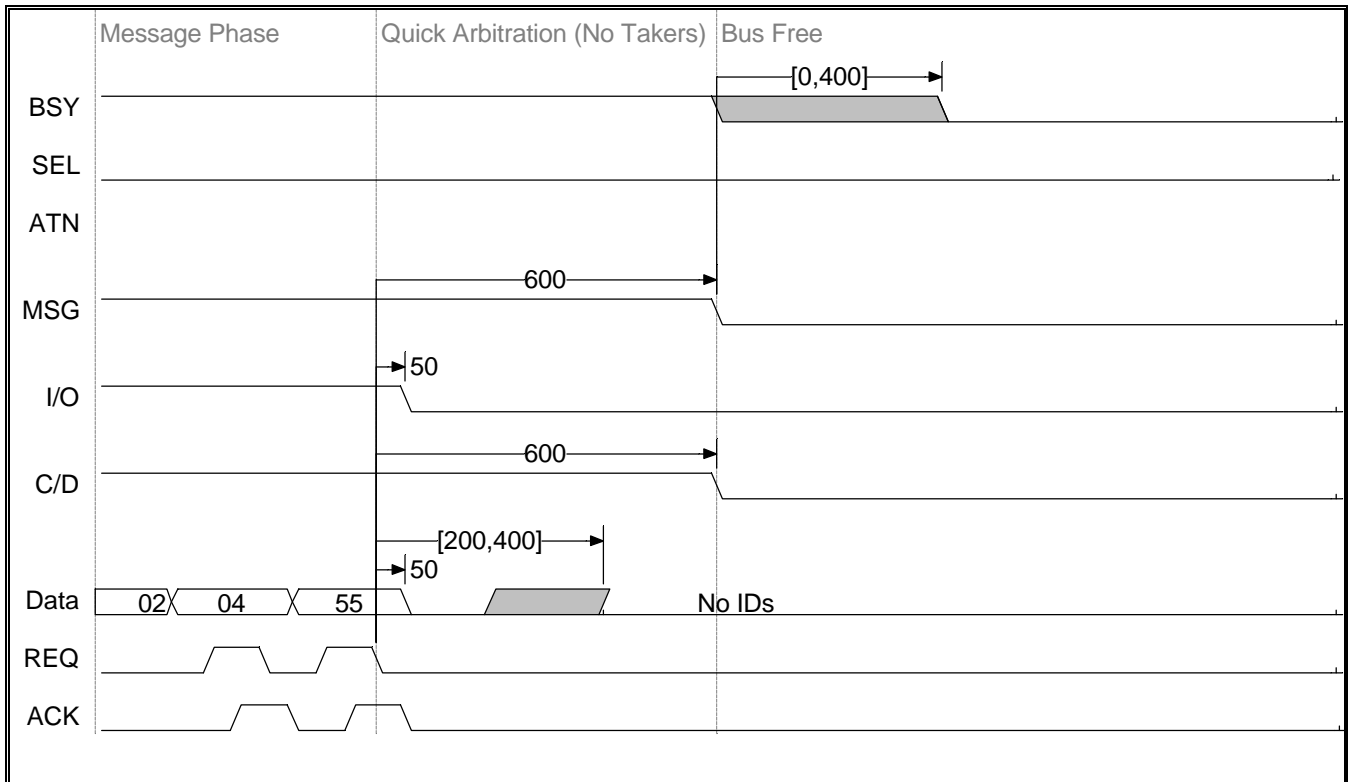 Message Phase Quick Arbitration (No Takers) Bus Free
[0,400]
BSY
SEL
ATN
600
MSG
50
I/O
600
C/D
[200,400]
50
Data 02 04 55 No IDs
REQ
ACK